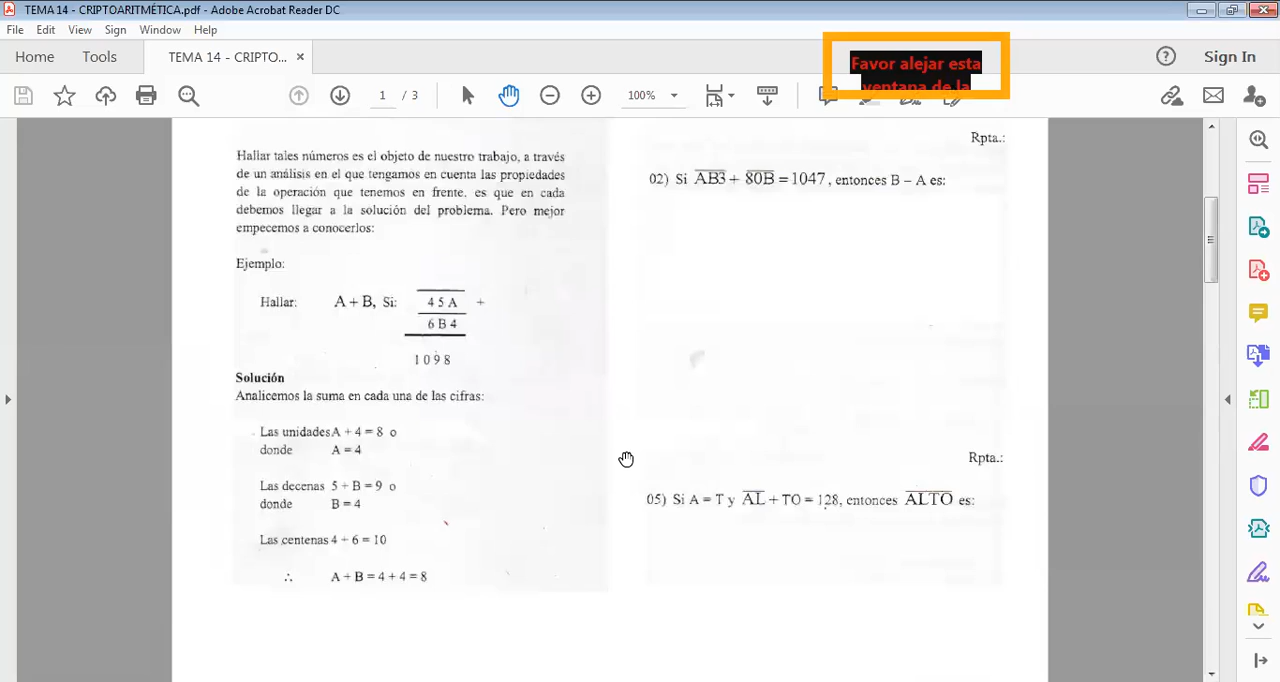 TEMA 14 - CRIPTOARITMÉTICA.pdf - Adobe Acrobat Reader DC
File Edit View Sign Window Help
Home Tools TEMA 14 - CRIPTO... × Sign In
Favor alejar esta
ventana de la
1 / 3 100%
Hallar tales números es el objeto de nuestro trabajo, a través
de un análisis en el que tengamos en cuenta las propiedades
de la operación que tenemos en frente, es que en cada
debemos llegar a la solución del problema. Pero mejor
empecemos a conocerlos:
Ejemplo:
Hallar: A + B, Si: 4 5 A +
6 B 4
1 0 9 8
Solución
Analicemos la suma en cada una de las cifras:
Las unidades A + 4 = 8 o
donde A = 4
Las decenas 5 + B = 9 o
donde B = 4
Las centenas 4 + 6 = 10
∴ A + B = 4 + 4 = 8
Rpta.:
02) Si A̅B̅3̅ + 8̅0̅B̅ = 1047, entonces B – A es:
Rpta.:
05) Si A = T y A̅L̅ + TO = 128, entonces A̅L̅T̅O̅ es: